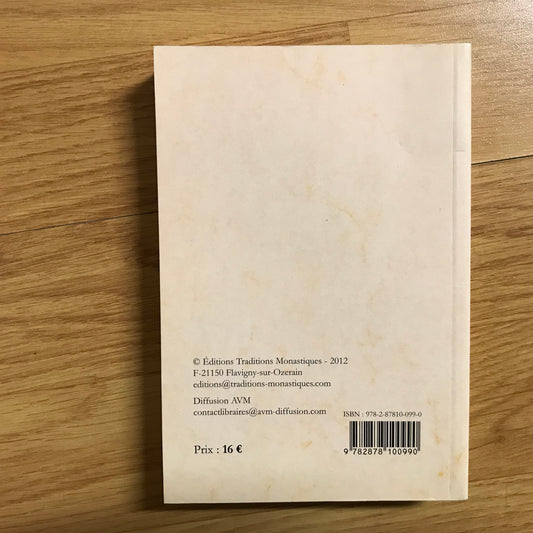 © Éditions Traditions Monastiques - 2012
F-21150 Flavigny-sur-Ozerain
editions@traditions-monastiques.com
Diffusion AVM
contactlibraires@avm-diffusion.com
ISBN : 978-2-87810-099-0
Prix : 16 €
9 782878 100990